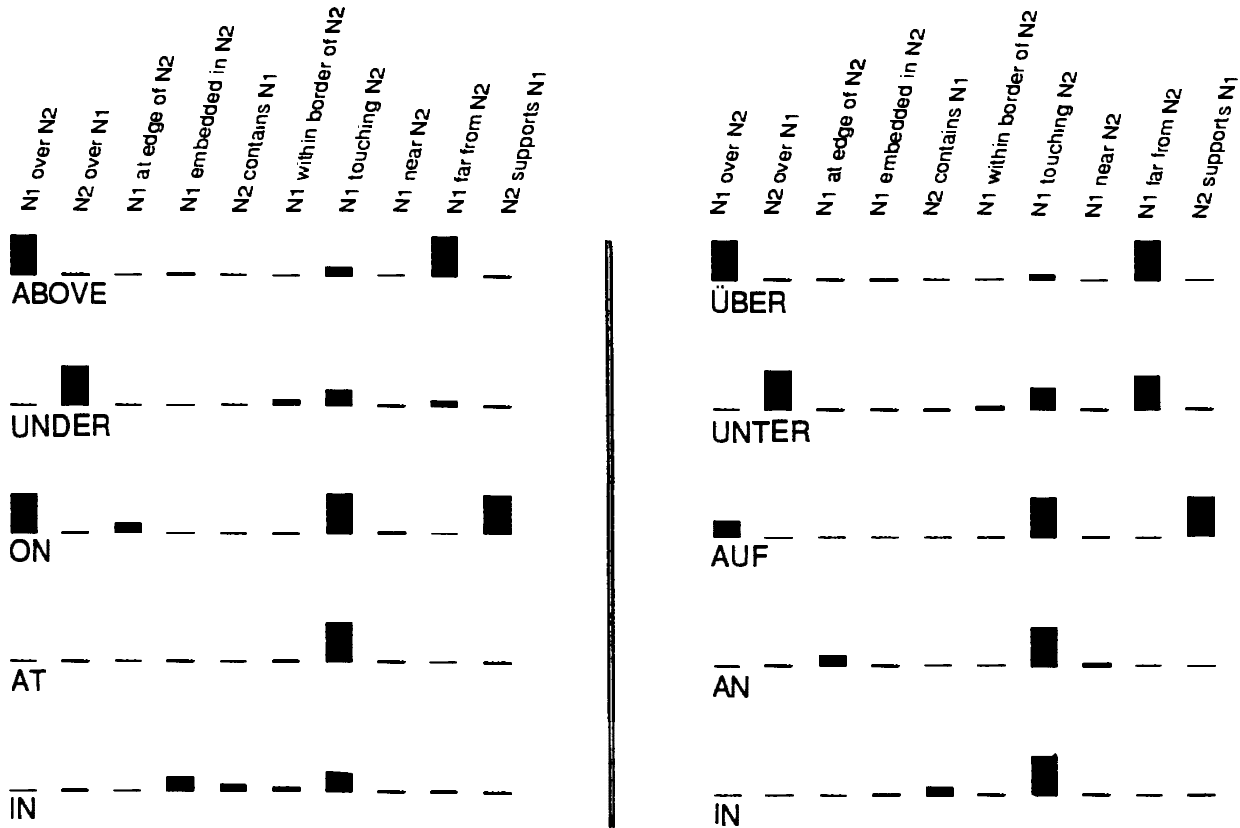 N1 over N2
N2 over N1
N1 at edge of N2
N1 embedded in N2
N2 contains N1
N1 within border of N2
N1 touching N2
N1 near N2
N1 far from N2
N2 supports N1
ABOVE
UNDER
ON
AT
IN
N1 over N2
N2 over N1
N1 at edge of N2
N1 embedded in N2
N2 contains N1
N1 within border of N2
N1 touching N2
N1 near N2
N1 far from N2
N2 supports N1
ÜBER
UNTER
AUF
AN
IN